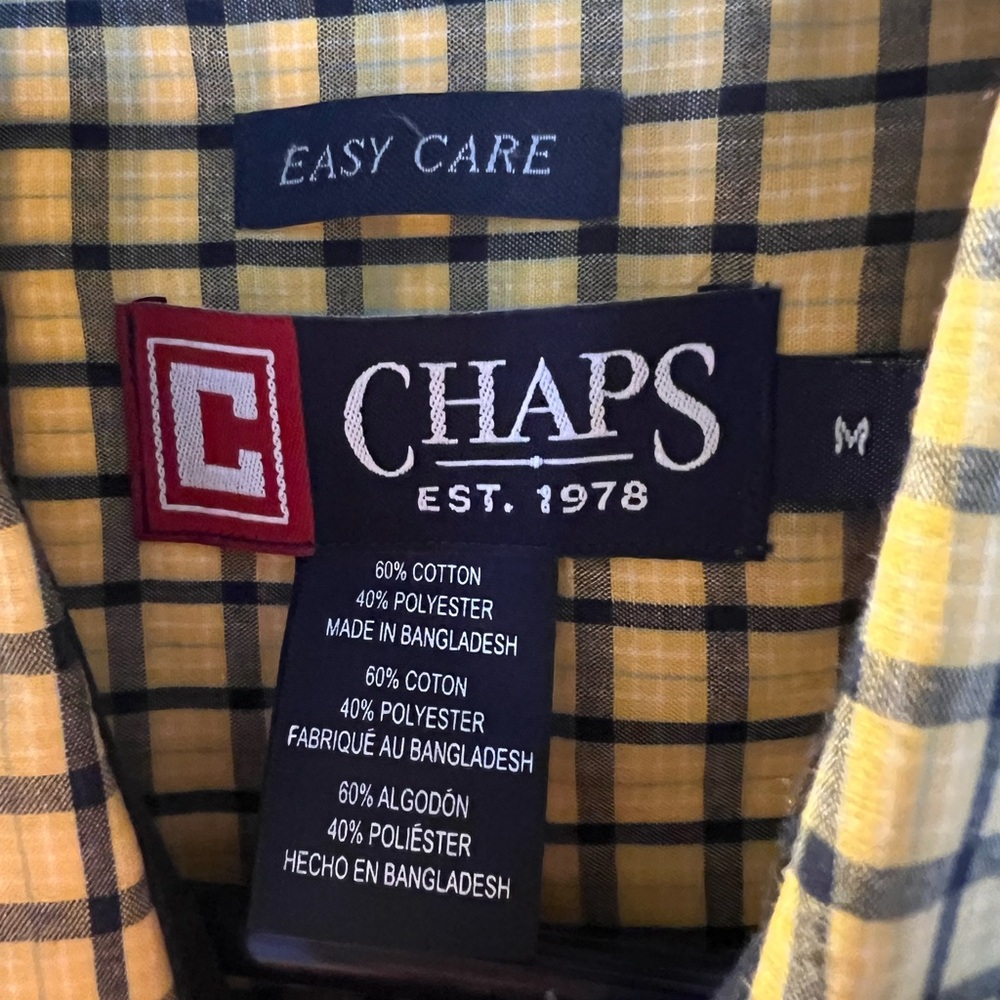 EASY CARE
C
CHAPS
EST. 1978
M
60% COTTON
40% POLYESTER
MADE IN BANGLADESH
60% COTON
40% POLYESTER
FABRIQUÉ AU BANGLADESH
60% ALGODÓN
40% POLIÉSTER
HECHO EN BANGLADESH